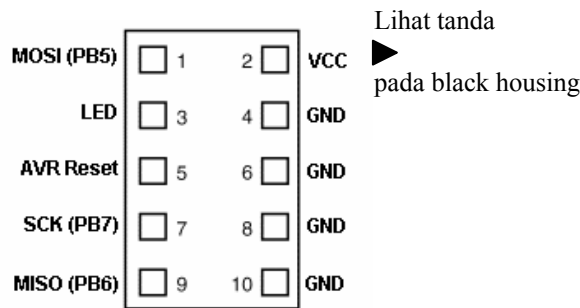 Lihat tanda
MOSI (PB5) 1 2 VCC
pada black housing
LED 3 4 GND
AVR Reset 5 6 GND
SCK (PB7) 7 8 GND
MISO (PB6) 9 10 GND